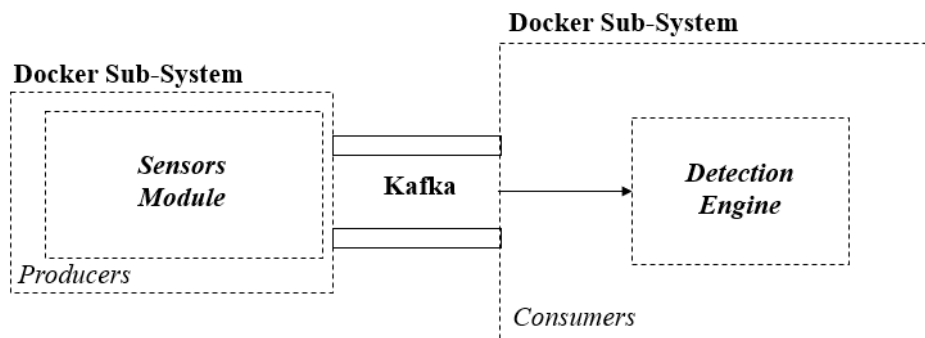 Docker Sub-System
Docker Sub-System
Sensors
Module
Kafka
Detection
Engine
Producers
Consumers